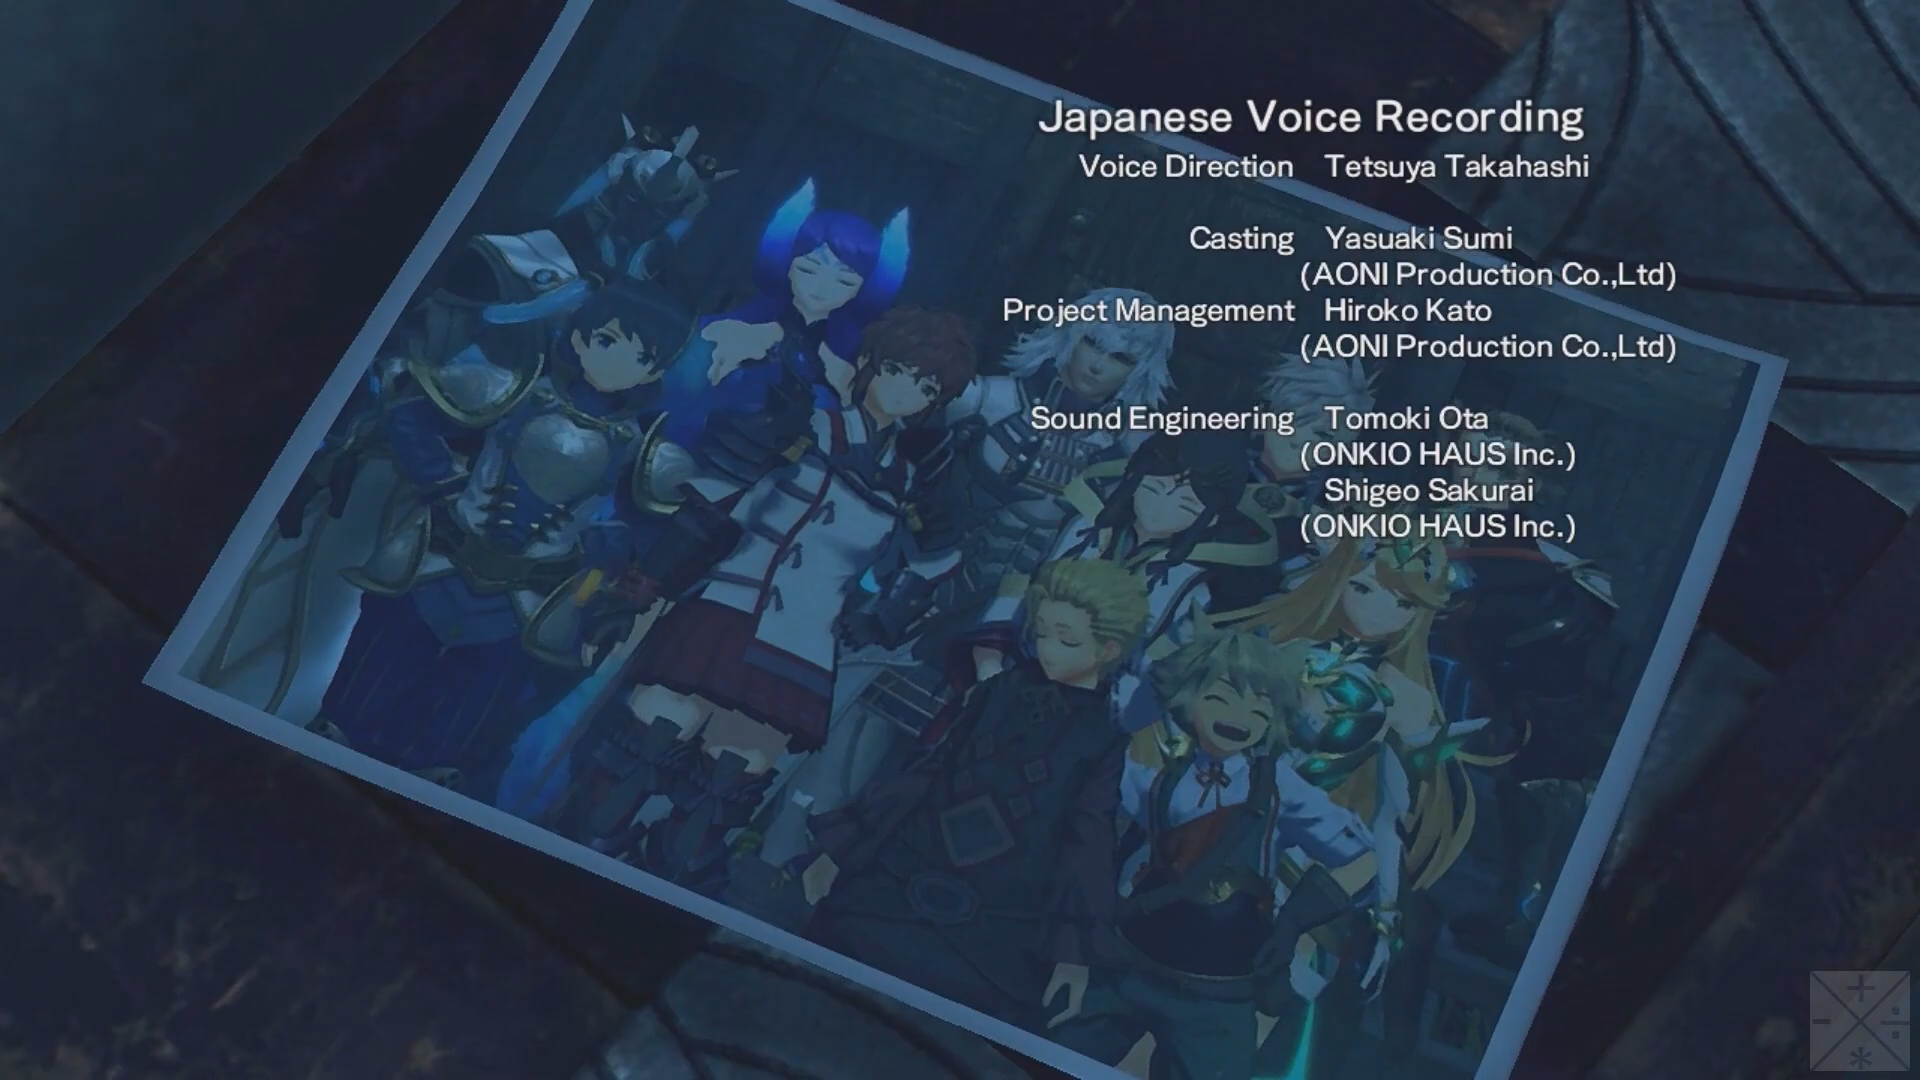 Japanese Voice Recording
Voice Direction Tetsuya Takahashi
Casting Yasuaki Sumi
(AONI Production Co.,Ltd)
Project Management Hiroko Kato
(AONI Production Co.,Ltd)
Sound Engineering Tomoki Ota
(ONKIO HAUS Inc.)
Shigeo Sakurai
(ONKIO HAUS Inc.)